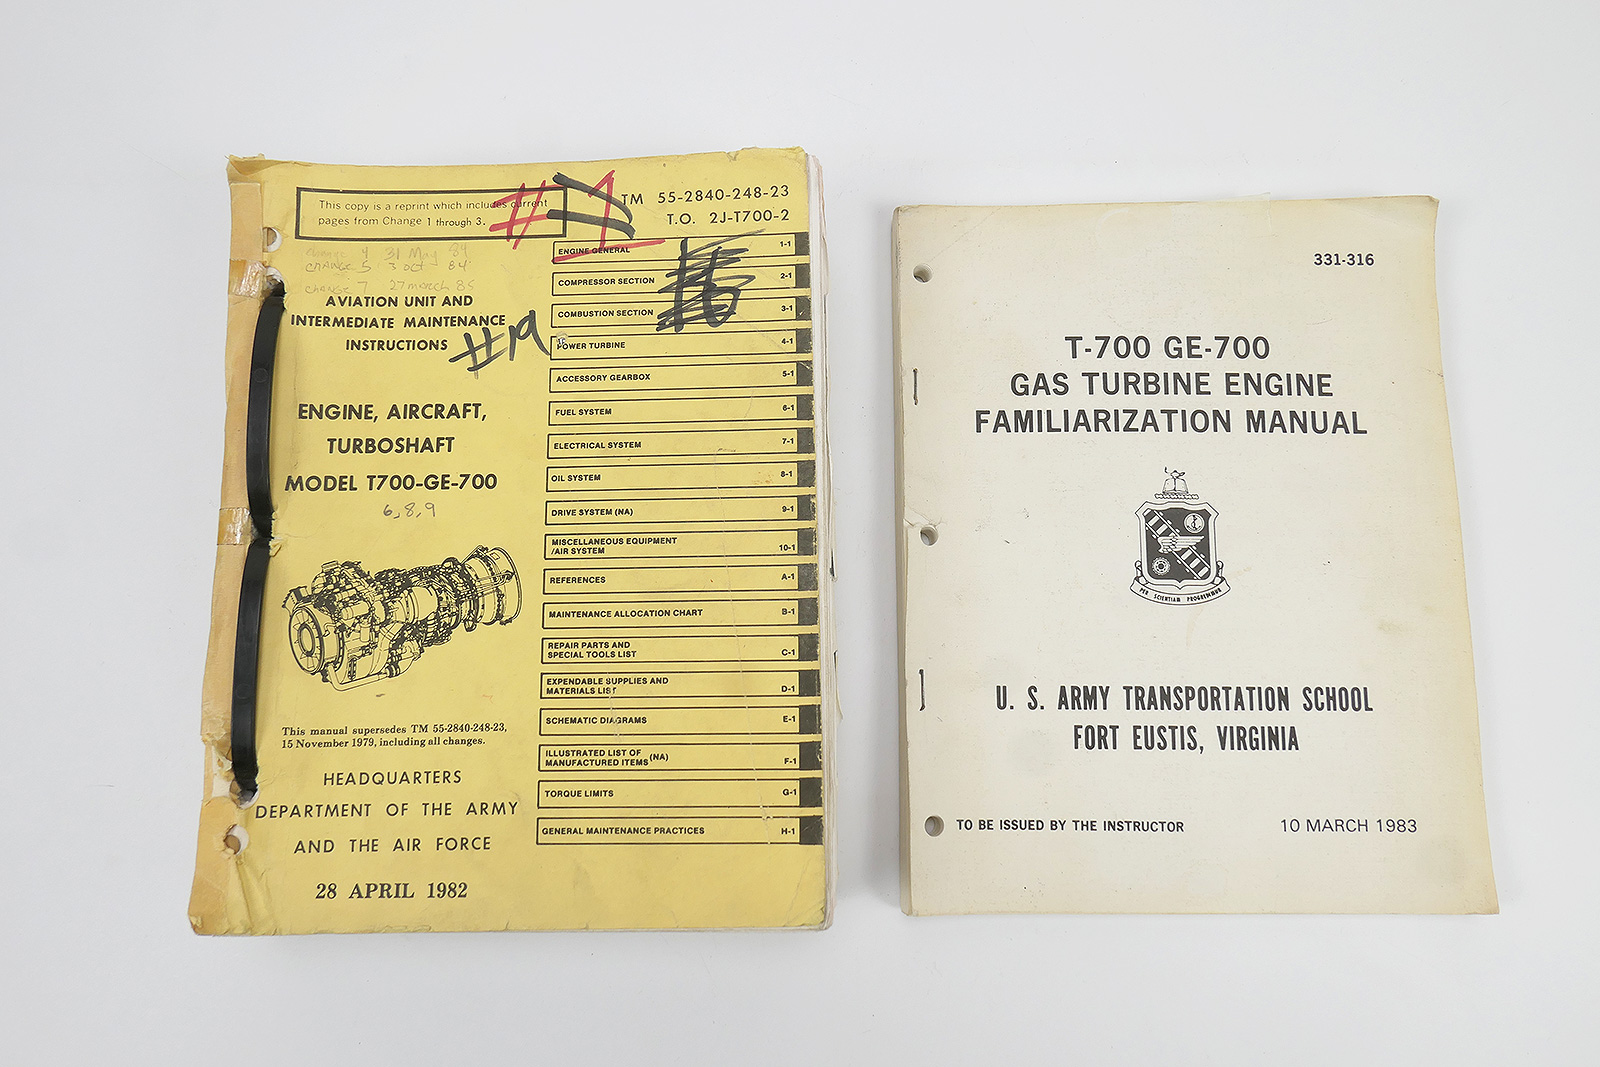 This copy is a reprint which includes current
pages from Change 1 through 3.
#1
TM 55-2840-248-23
T.O. 2J-T700-2
change 4 31 May 84
CHANGE 5 3 Oct 84
CHANGE 7 27 march 85
AVIATION UNIT AND
INTERMEDIATE MAINTENANCE
INSTRUCTIONS
#19
ENGINE, AIRCRAFT,
TURBOSHAFT
MODEL T700-GE-700
6,8,9
This manual supersedes TM 55-2840-248-23,
15 November 1979, including all changes.
HEADQUARTERS
DEPARTMENT OF THE ARMY
AND THE AIR FORCE
28 APRIL 1982
ENGINE GENERAL 1-1
COMPRESSOR SECTION 2-1
COMBUSTION SECTION 3-1
POWER TURBINE 4-1
ACCESSORY GEARBOX 5-1
FUEL SYSTEM 6-1
ELECTRICAL SYSTEM 7-1
OIL SYSTEM 8-1
DRIVE SYSTEM (NA) 9-1
MISCELLANEOUS EQUIPMENT
/AIR SYSTEM 10-1
REFERENCES A-1
MAINTENANCE ALLOCATION CHART B-1
REPAIR PARTS AND
SPECIAL TOOLS LIST C-1
EXPENDABLE SUPPLIES AND
MATERIALS LIST D-1
SCHEMATIC DIAGRAMS E-1
ILLUSTRATED LIST OF
MANUFACTURED ITEMS (NA) F-1
TORQUE LIMITS G-1
GENERAL MAINTENANCE PRACTICES H-1
331-316
T-700 GE-700
GAS TURBINE ENGINE
FAMILIARIZATION MANUAL
PER SCIENTIAM PROGREDIMUR
U. S. ARMY TRANSPORTATION SCHOOL
FORT EUSTIS, VIRGINIA
TO BE ISSUED BY THE INSTRUCTOR
10 MARCH 1983